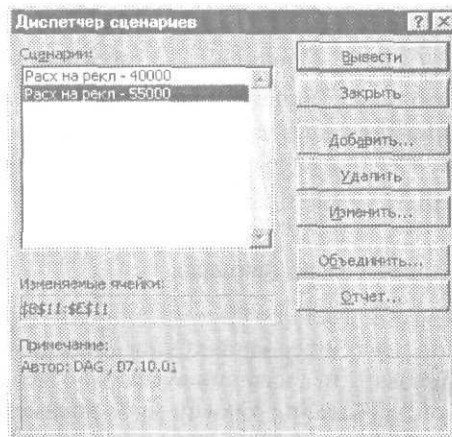 Диспетчер сценариев
Сценарии:
Расх на рекл - 40000
Расх на рекл - 55000
Вывести
Закрыть
Добавить...
Удалить
Изменить...
Объединить...
Отчет...
Изменяемые ячейки:
$B$11:$E$11
Примечание:
Автор: DAG , 07.10.01